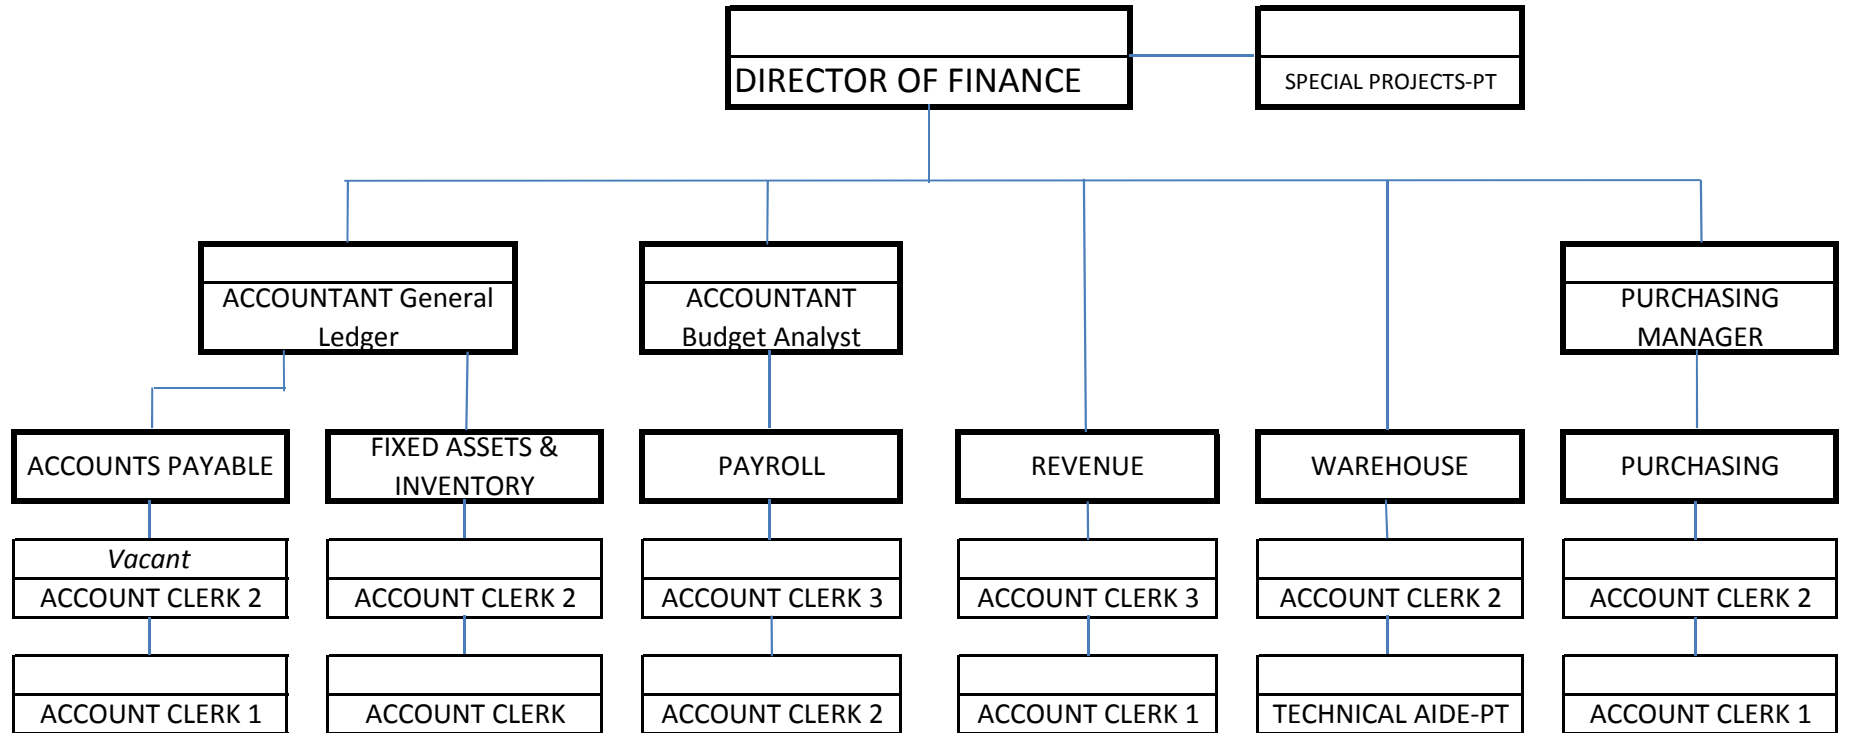 DIRECTOR OF FINANCE
SPECIAL PROJECTS-PT
ACCOUNTANT General
Ledger
ACCOUNTANT
Budget Analyst
PURCHASING
MANAGER
ACCOUNTS PAYABLE
FIXED ASSETS &
INVENTORY
PAYROLL
REVENUE
WAREHOUSE
PURCHASING
Vacant
ACCOUNT CLERK 2
ACCOUNT CLERK 2
ACCOUNT CLERK 3
ACCOUNT CLERK 3
ACCOUNT CLERK 2
ACCOUNT CLERK 2
ACCOUNT CLERK 1
ACCOUNT CLERK
ACCOUNT CLERK 2
ACCOUNT CLERK 1
TECHNICAL AIDE-PT
ACCOUNT CLERK 1